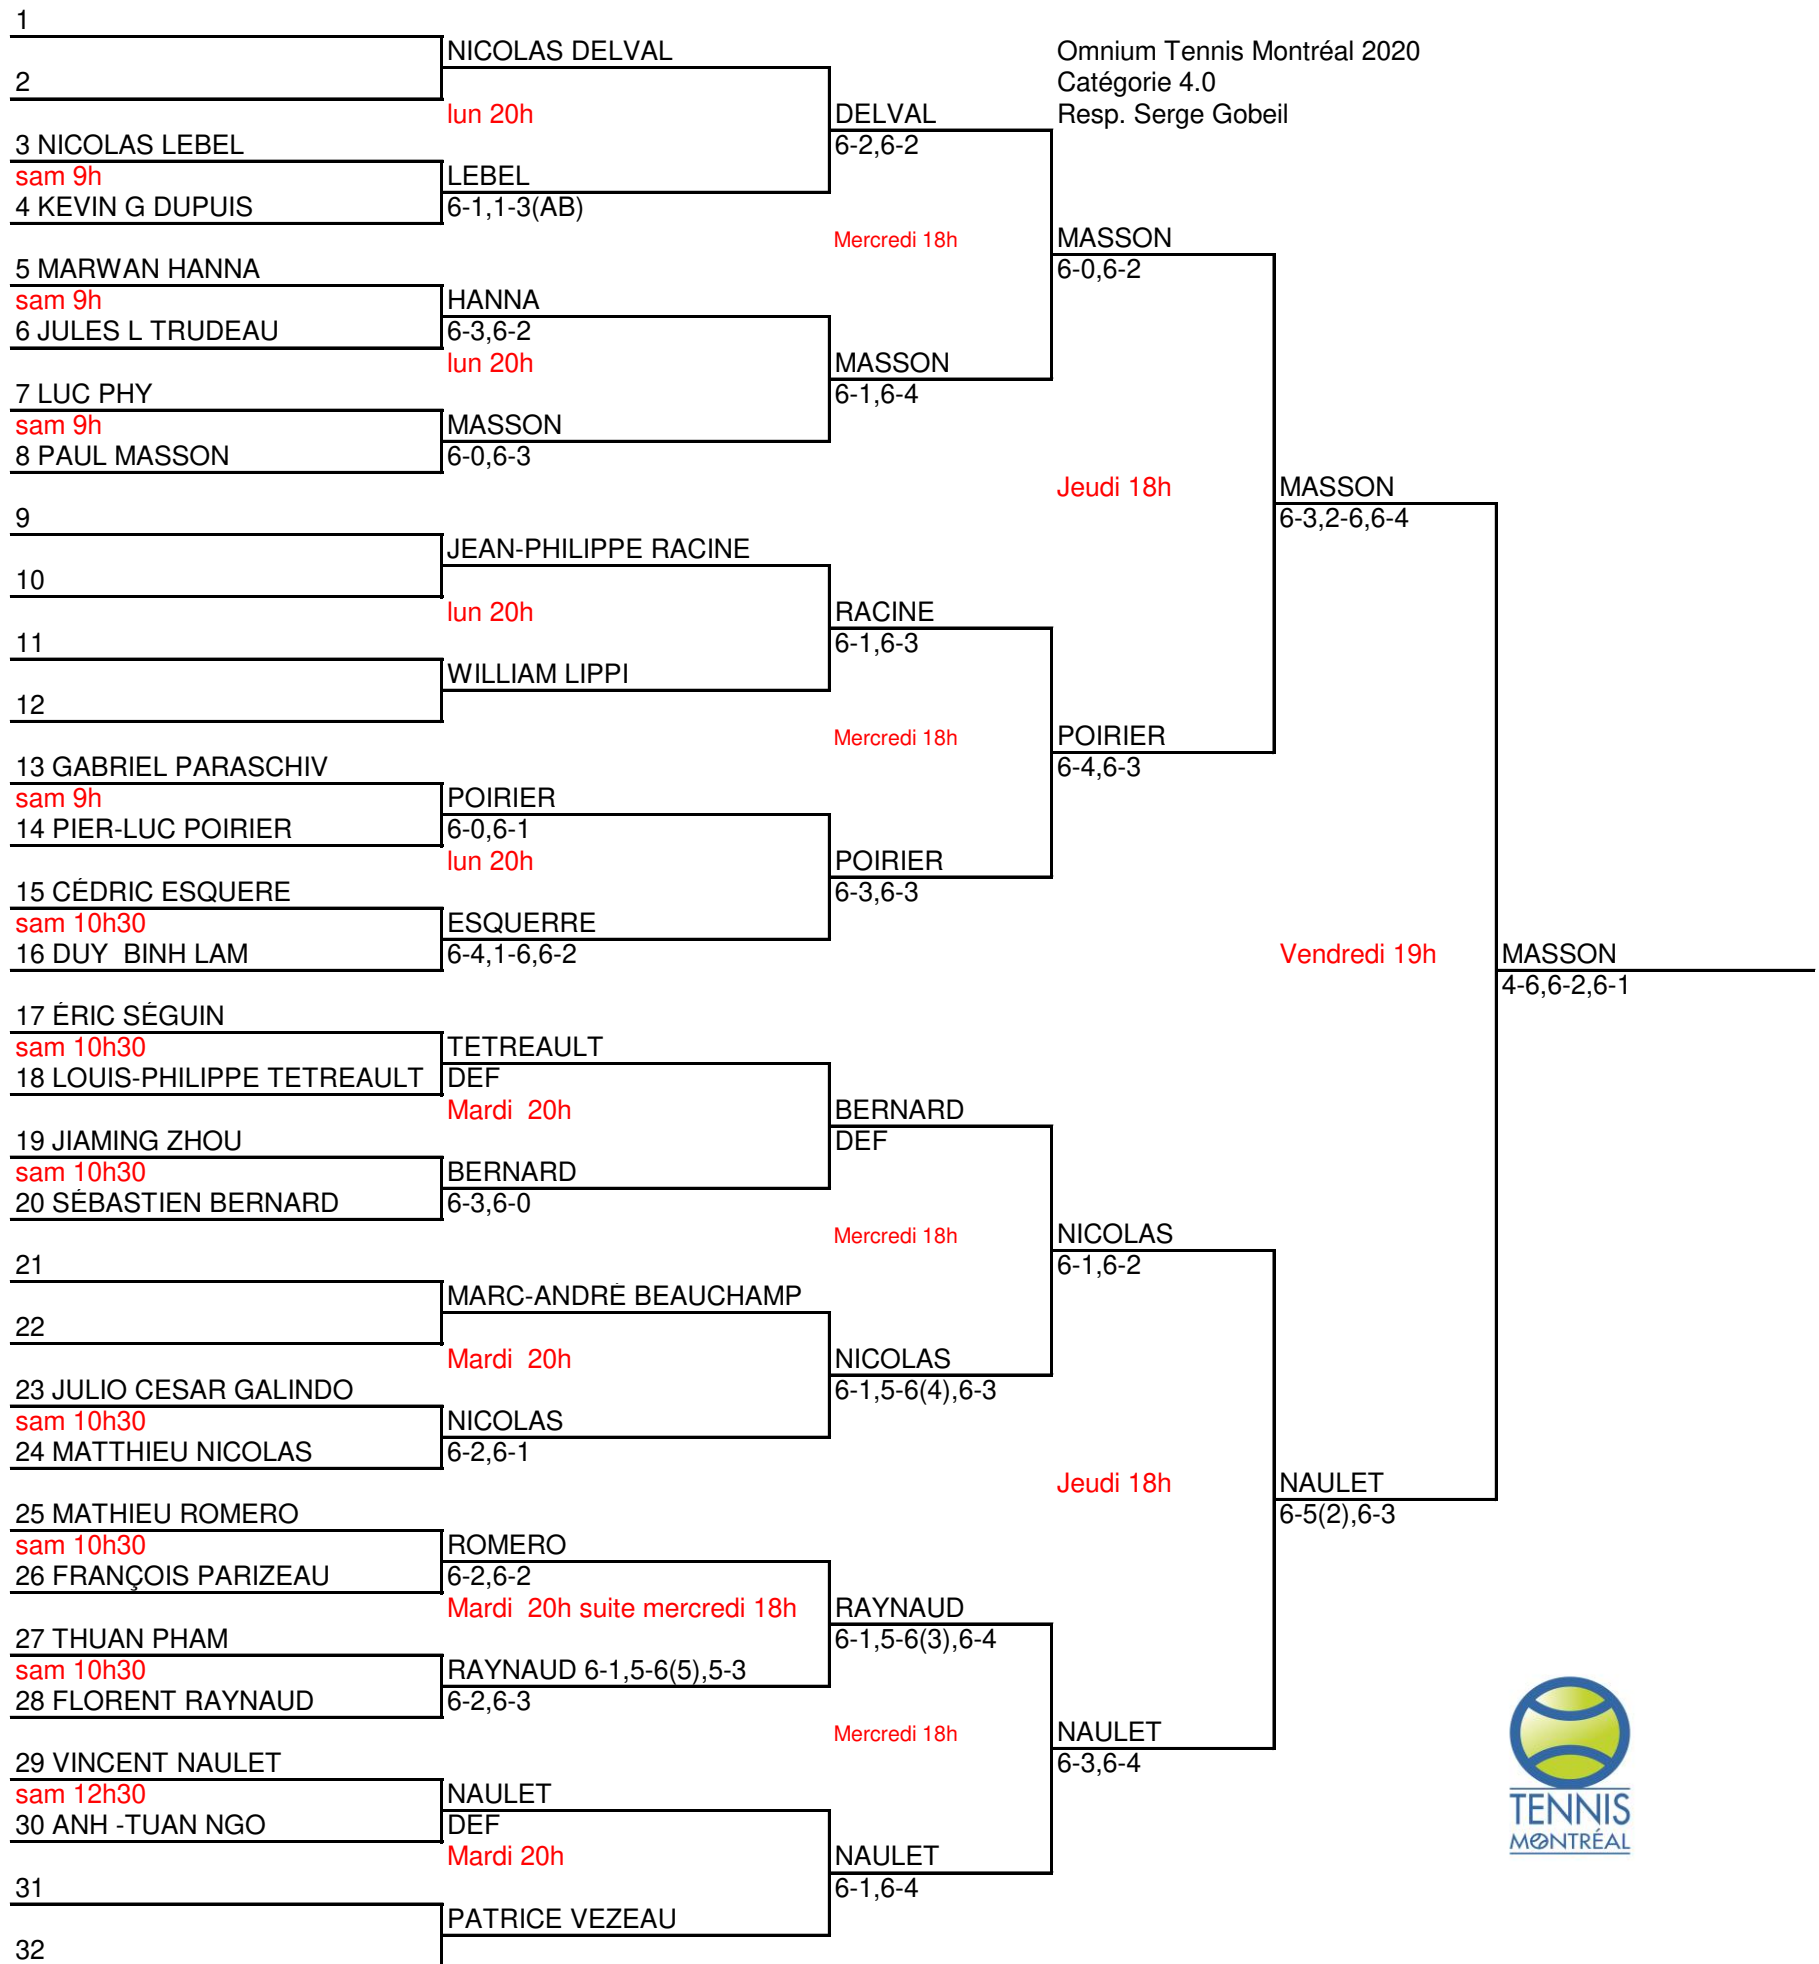 1
NICOLAS DELVAL
Omnium Tennis Montréal 2020
2
Catégorie 4.0
lun 20h
DELVAL
Resp. Serge Gobeil
3 NICOLAS LEBEL
6-2,6-2
sam 9h
LEBEL
4 KEVIN G DUPUIS
6-1,1-3(AB)
Mercredi 18h
MASSON
5 MARWAN HANNA
6-0,6-2
sam 9h
HANNA
6 JULES L TRUDEAU
6-3,6-2
lun 20h
MASSON
7 LUC PHY
6-1,6-4
sam 9h
MASSON
8 PAUL MASSON
6-0,6-3
Jeudi 18h
MASSON
9
6-3,2-6,6-4
JEAN-PHILIPPE RACINE
10
lun 20h
RACINE
11
6-1,6-3
WILLIAM LIPPI
12
Mercredi 18h
POIRIER
13 GABRIEL PARASCHIV
6-4,6-3
sam 9h
POIRIER
14 PIER-LUC POIRIER
6-0,6-1
lun 20h
POIRIER
15 CÉDRIC ESQUERE
6-3,6-3
sam 10h30
ESQUERRE
16 DUY  BINH LAM
6-4,1-6,6-2
Vendredi 19h
MASSON
4-6,6-2,6-1
17 ÉRIC SÉGUIN
sam 10h30
TETREAULT
18 LOUIS-PHILIPPE TETREAULT
DEF
Mardi  20h
BERNARD
19 JIAMING ZHOU
DEF
sam 10h30
BERNARD
20 SÉBASTIEN BERNARD
6-3,6-0
Mercredi 18h
NICOLAS
21
6-1,6-2
MARC-ANDRÉ BEAUCHAMP
22
Mardi  20h
NICOLAS
23 JULIO CESAR GALINDO
6-1,5-6(4),6-3
sam 10h30
NICOLAS
24 MATTHIEU NICOLAS
6-2,6-1
Jeudi 18h
NAULET
25 MATHIEU ROMERO
6-5(2),6-3
sam 10h30
ROMERO
26 FRANÇOIS PARIZEAU
6-2,6-2
Mardi  20h suite mercredi 18h
RAYNAUD
27 THUAN PHAM
6-1,5-6(3),6-4
sam 10h30
RAYNAUD 6-1,5-6(5),5-3
28 FLORENT RAYNAUD
6-2,6-3
Mercredi 18h
NAULET
29 VINCENT NAULET
6-3,6-4
sam 12h30
NAULET
30 ANH -TUAN NGO
DEF
Mardi 20h
NAULET
31
6-1,6-4
PATRICE VEZEAU
32
TENNIS
MONTRÉAL